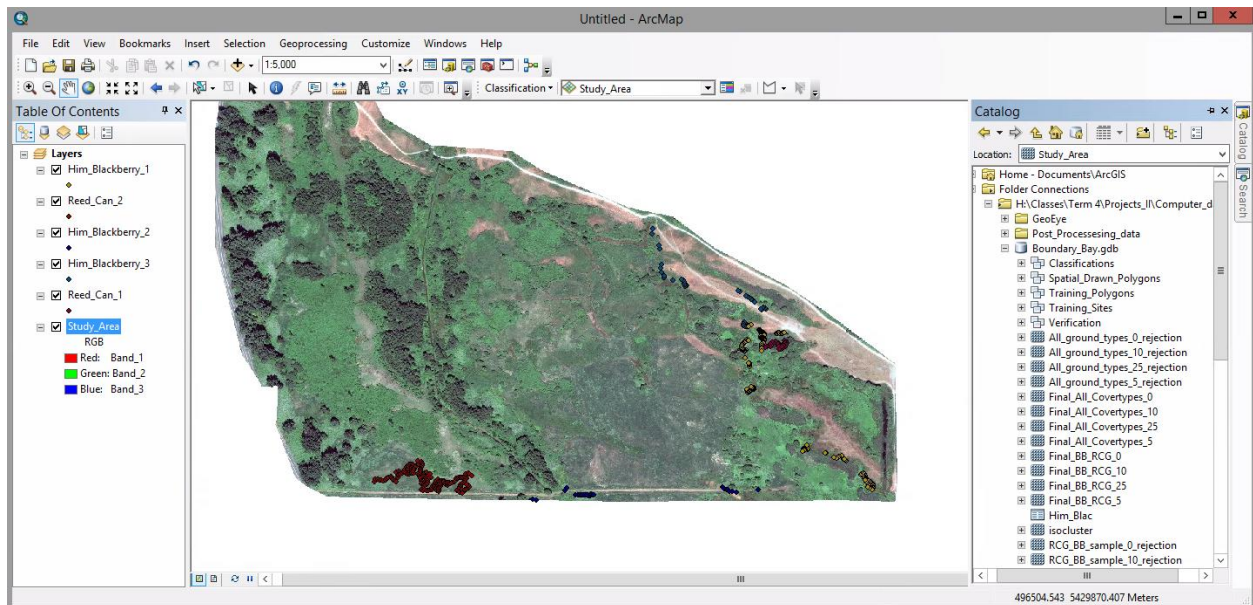 Untitled - ArcMap
File Edit View Bookmarks Insert Selection Geoprocessing Customize Windows Help
1:5,000
Classification Study_Area
Table Of Contents
Layers
Him_Blackberry_1
Reed_Can_2
Him_Blackberry_2
Him_Blackberry_3
Reed_Can_1
Study_Area
RGB
Red: Band_1
Green: Band_2
Blue: Band_3
Catalog
Location: Study_Area
Home - Documents\ArcGIS
Folder Connections
H:\Classes\Term 4\Projects_II\Computer_d
GeoEye
Post_Processesing_data
Boundary_Bay.gdb
Classifications
Spatial_Drawn_Polygons
Training_Polygons
Training_Sites
Verification
All_ground_types_0_rejection
All_ground_types_10_rejection
All_ground_types_25_rejection
All_ground_types_5_rejection
Final_All_Covertypes_0
Final_All_Covertypes_10
Final_All_Covertypes_25
Final_All_Covertypes_5
Final_BB_RCG_0
Final_BB_RCG_10
Final_BB_RCG_25
Final_BB_RCG_5
Him_Blac
isocluster
RCG_BB_sample_0_rejection
RCG_BB_sample_10_rejection
Catalog
Search
496504.543 5429870.407 Meters